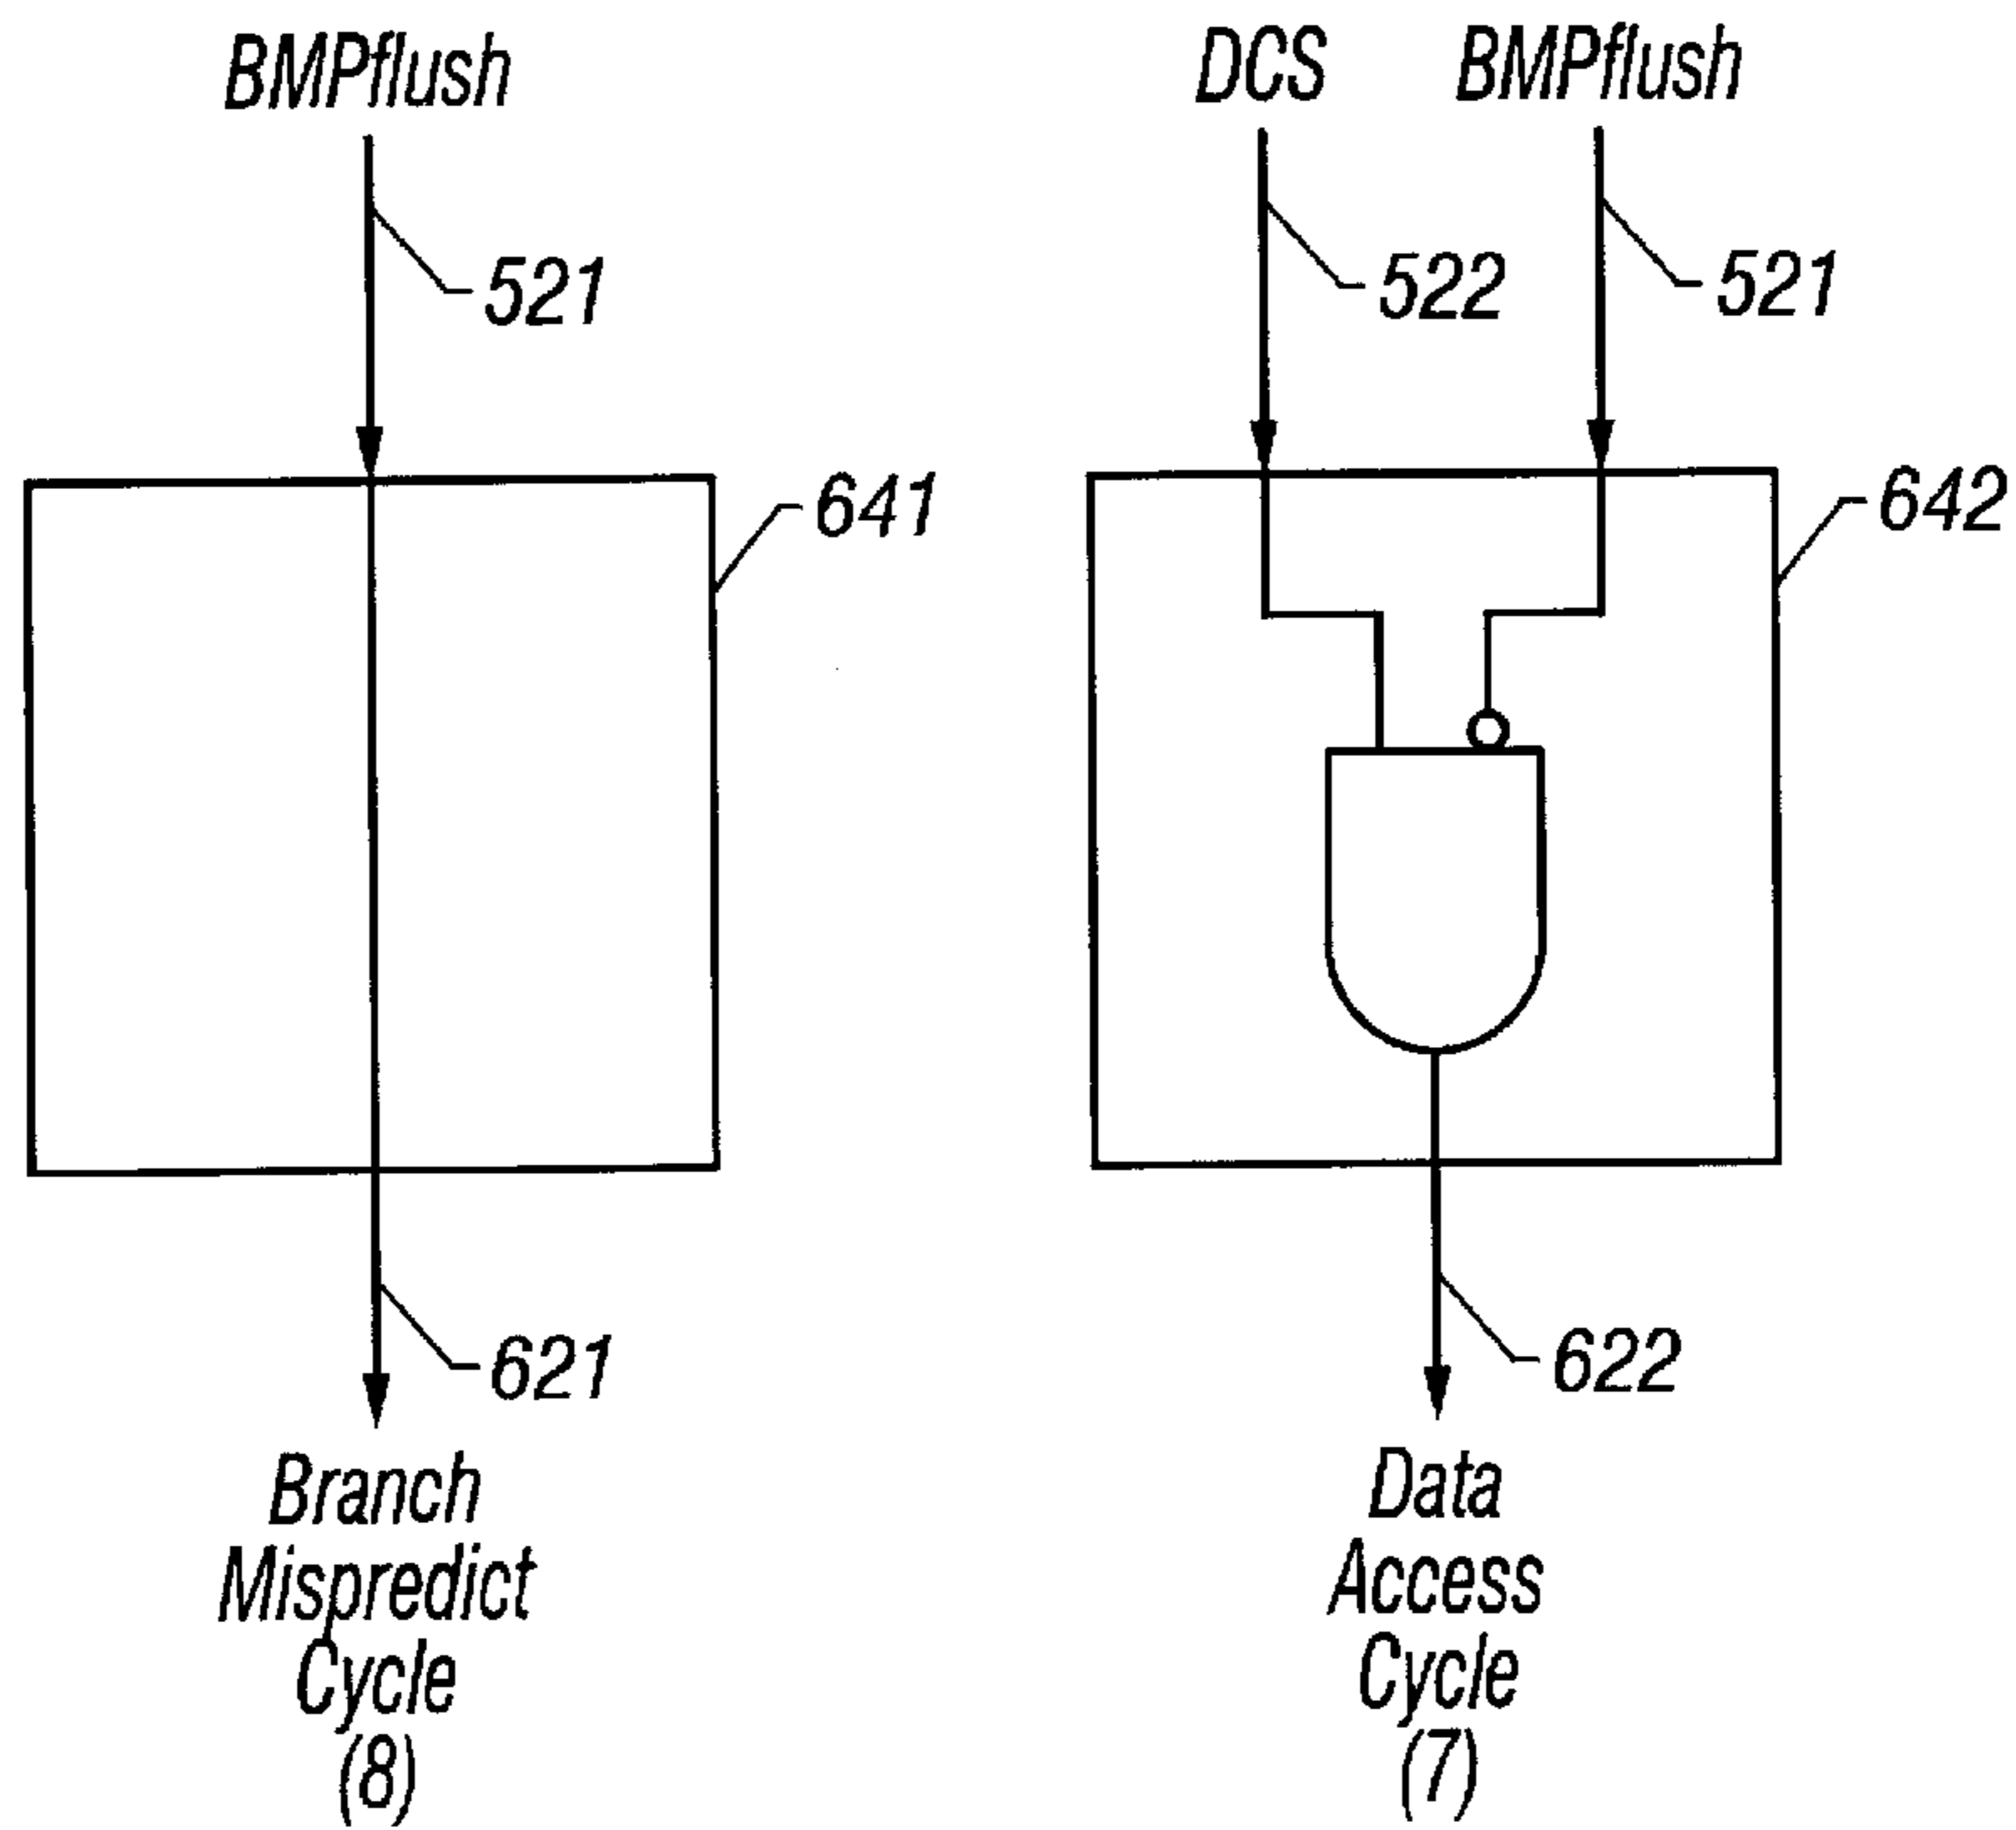 BMPflush
521
641
621
Branch
Mispredict
Cycle
(8)
DCS
BMPflush
522
521
642
622
Data
Access
Cycle
(7)